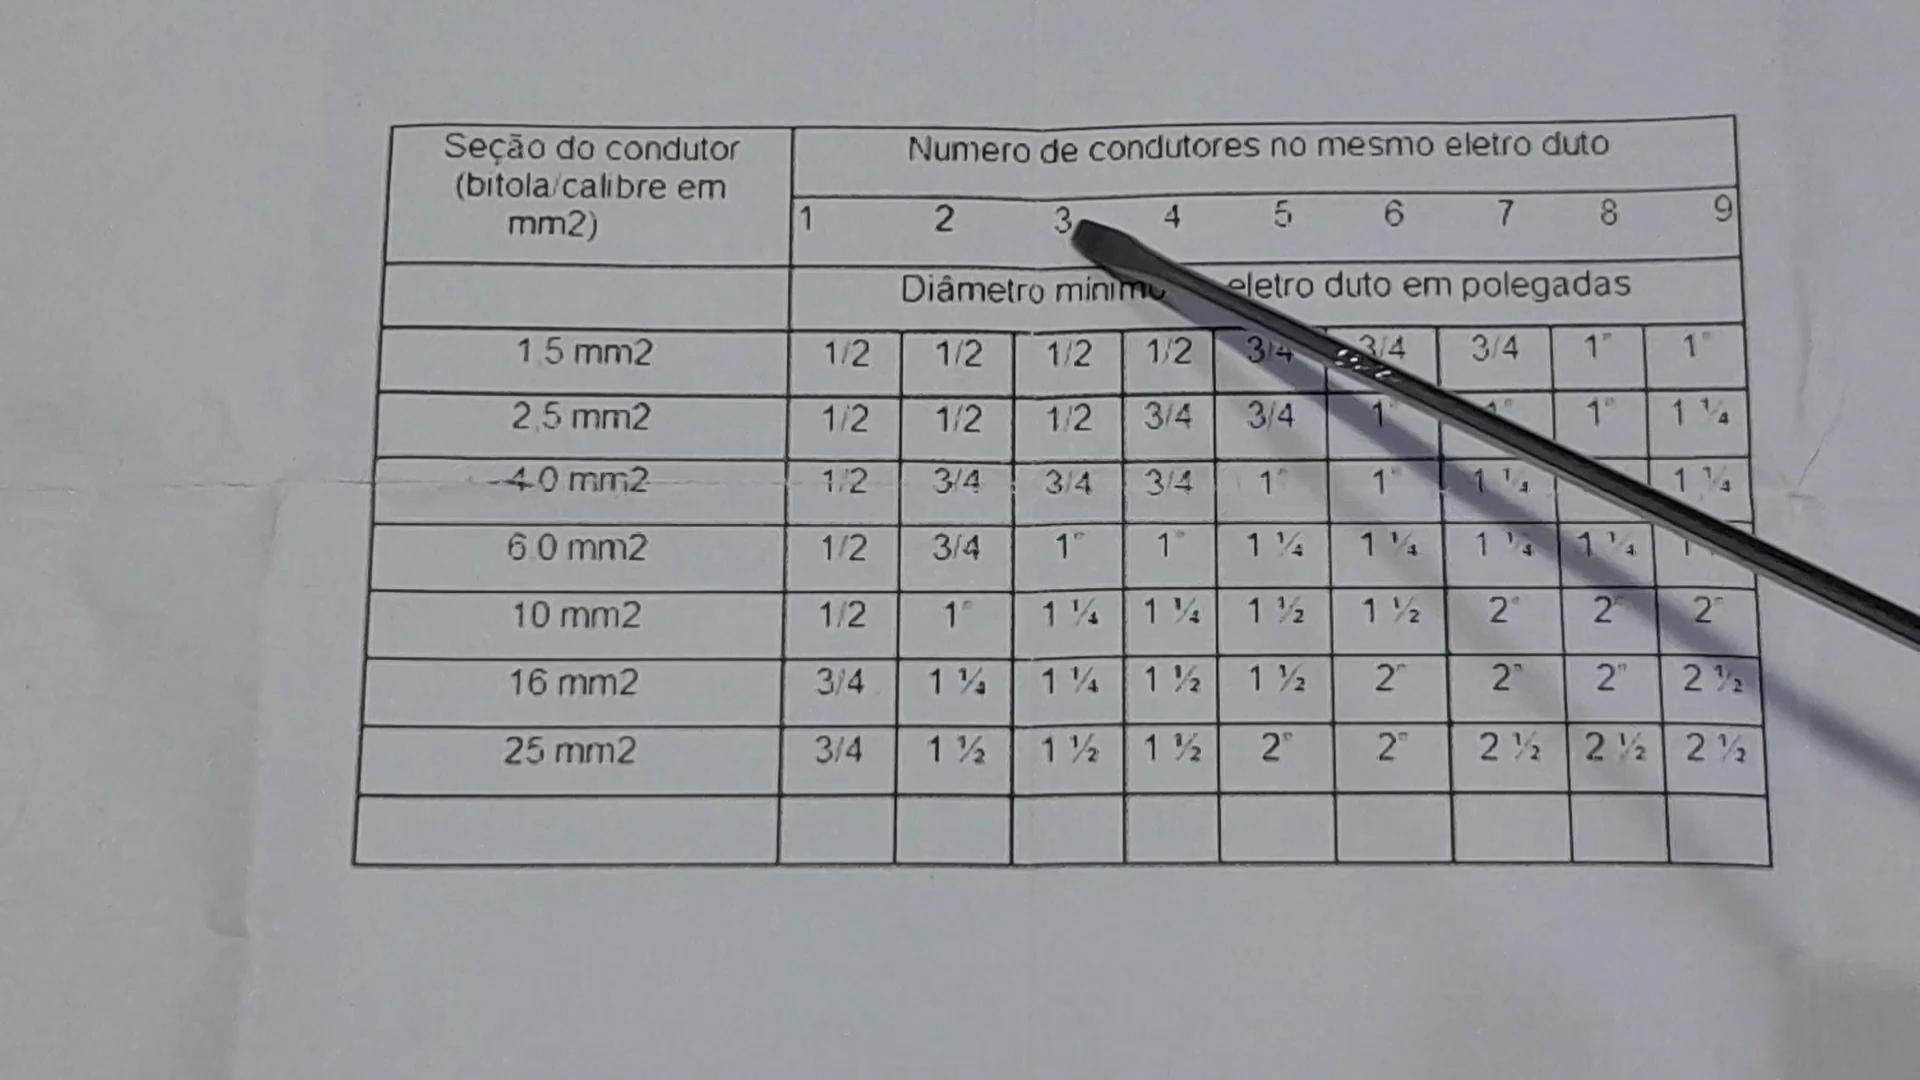 Seção do condutor
(bitola/calibre em
mm2)
Numero de condutores no mesmo eletro duto
1 2 3 4 5 6 7 8 9
Diâmetro eletro duto em polegadas
1.5 mm2 1/2 1/2 1/2 1/2 3/4 3/4 3/4 1" 1"
2,5 mm2 1/2 1/2 1/2 3/4 3/4 1" 1" 1 ¼
4.0 mm2 1/2 3/4 3/4 3/4 1" 1" 1 ¼ 1 ¼
6.0 mm2 1/2 3/4 1" 1" 1 ¼ 1 ¼ 1 ¼ 1 ¼
10 mm2 1/2 1" 1 ¼ 1 ¼ 1 ½ 1 ½ 2" 2" 2"
16 mm2 3/4 1 ¼ 1 ¼ 1 ½ 1 ½ 2" 2" 2" 2 ½
25 mm2 3/4 1 ½ 1 ½ 1 ½ 2" 2" 2 ½ 2 ½ 2 ½